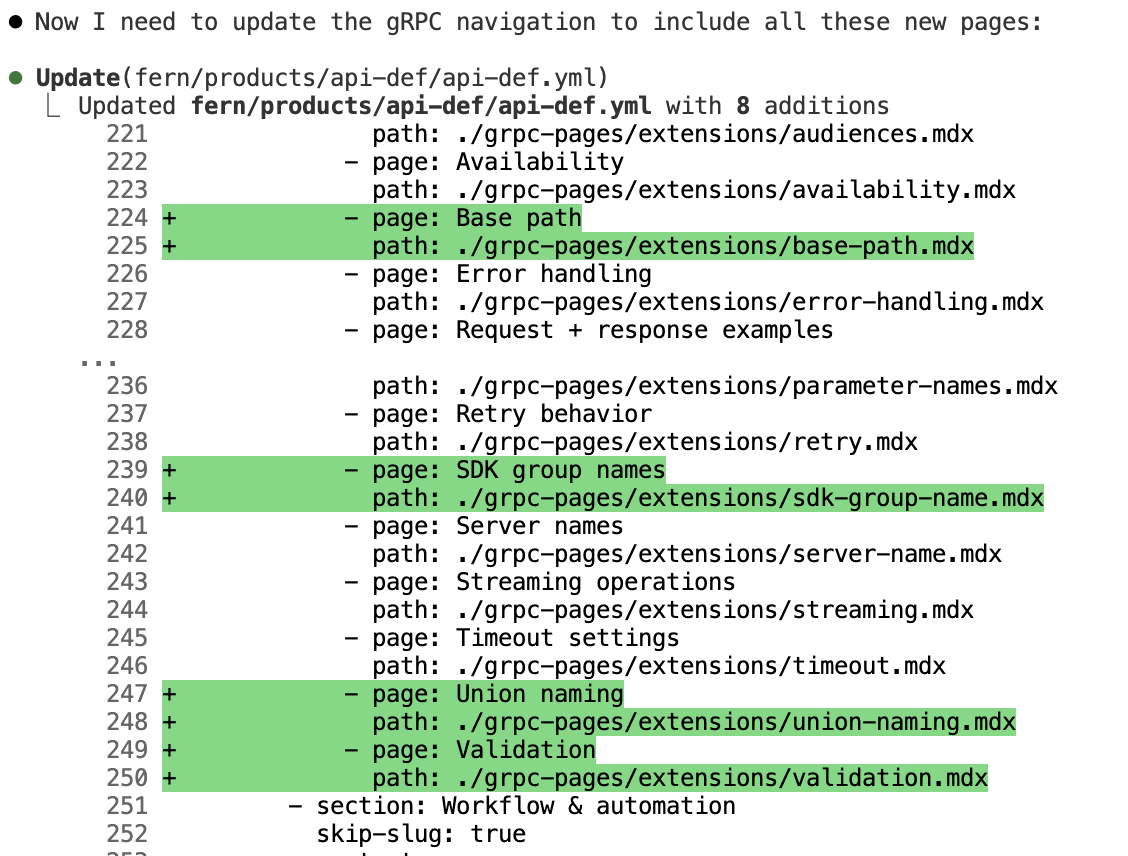 ● Now I need to update the gRPC navigation to include all these new pages:
● Update(fern/products/api-def/api-def.yml)
⎿ Updated fern/products/api-def/api-def.yml with 8 additions
221 path: ./grpc-pages/extensions/audiences.mdx
222 - page: Availability
223 path: ./grpc-pages/extensions/availability.mdx
224 + - page: Base path
225 + path: ./grpc-pages/extensions/base-path.mdx
226 - page: Error handling
227 path: ./grpc-pages/extensions/error-handling.mdx
228 - page: Request + response examples
...
236 path: ./grpc-pages/extensions/parameter-names.mdx
237 - page: Retry behavior
238 path: ./grpc-pages/extensions/retry.mdx
239 + - page: SDK group names
240 + path: ./grpc-pages/extensions/sdk-group-name.mdx
241 - page: Server names
242 path: ./grpc-pages/extensions/server-name.mdx
243 - page: Streaming operations
244 path: ./grpc-pages/extensions/streaming.mdx
245 - page: Timeout settings
246 path: ./grpc-pages/extensions/timeout.mdx
247 + - page: Union naming
248 + path: ./grpc-pages/extensions/union-naming.mdx
249 + - page: Validation
250 + path: ./grpc-pages/extensions/validation.mdx
251 - section: Workflow & automation
252 skip-slug: true